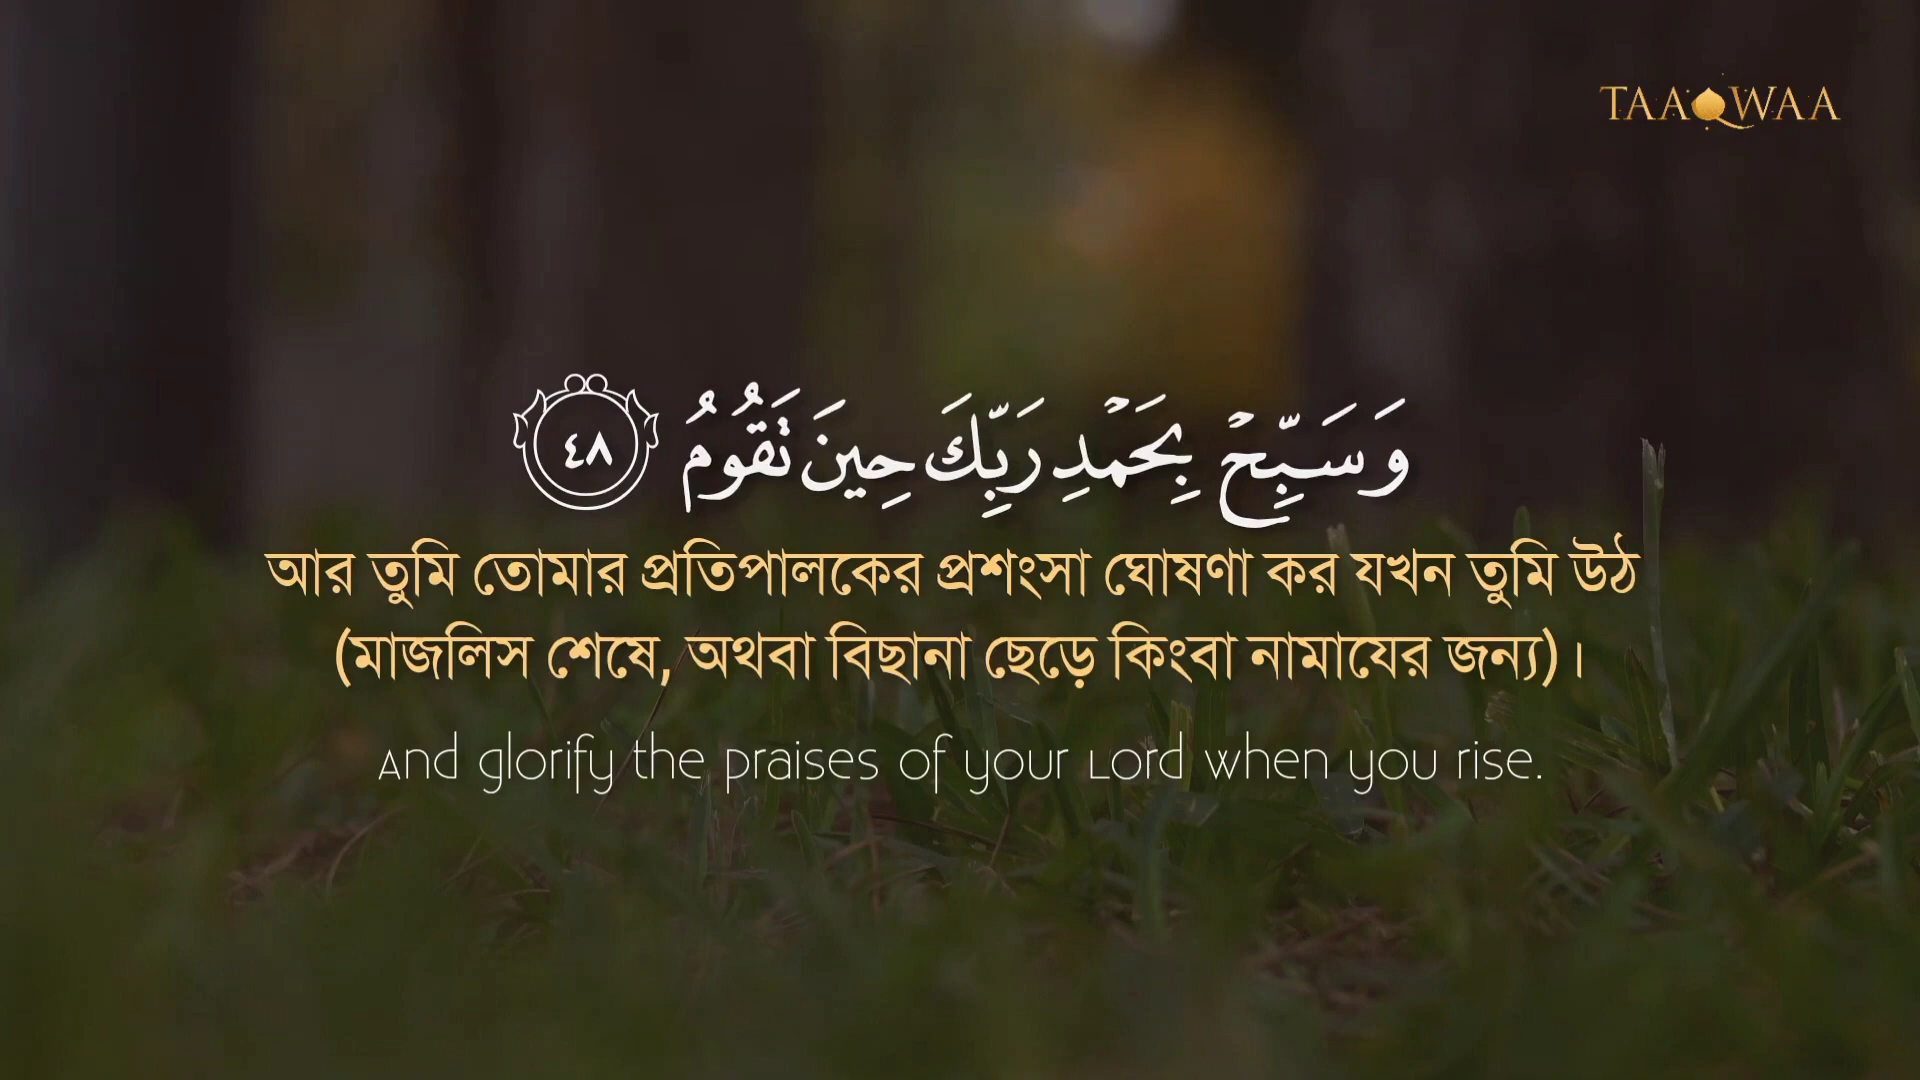 TAAQWAA
وَسَبِّحْ بِحَمْدِ رَبِّكَ حِينَ تَقُومُ ٤٨
আর তুমি তোমার প্রতিপালকের প্রশংসা ঘোষণা কর যখন তুমি উঠ
(মাজলিস শেষে, অথবা বিছানা ছেড়ে কিংবা নামাযের জন্য)।
And glorify the praises of your Lord when you rise.